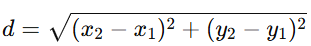 d = √(x₂ − x₁)² + (y₂ − y₁)²